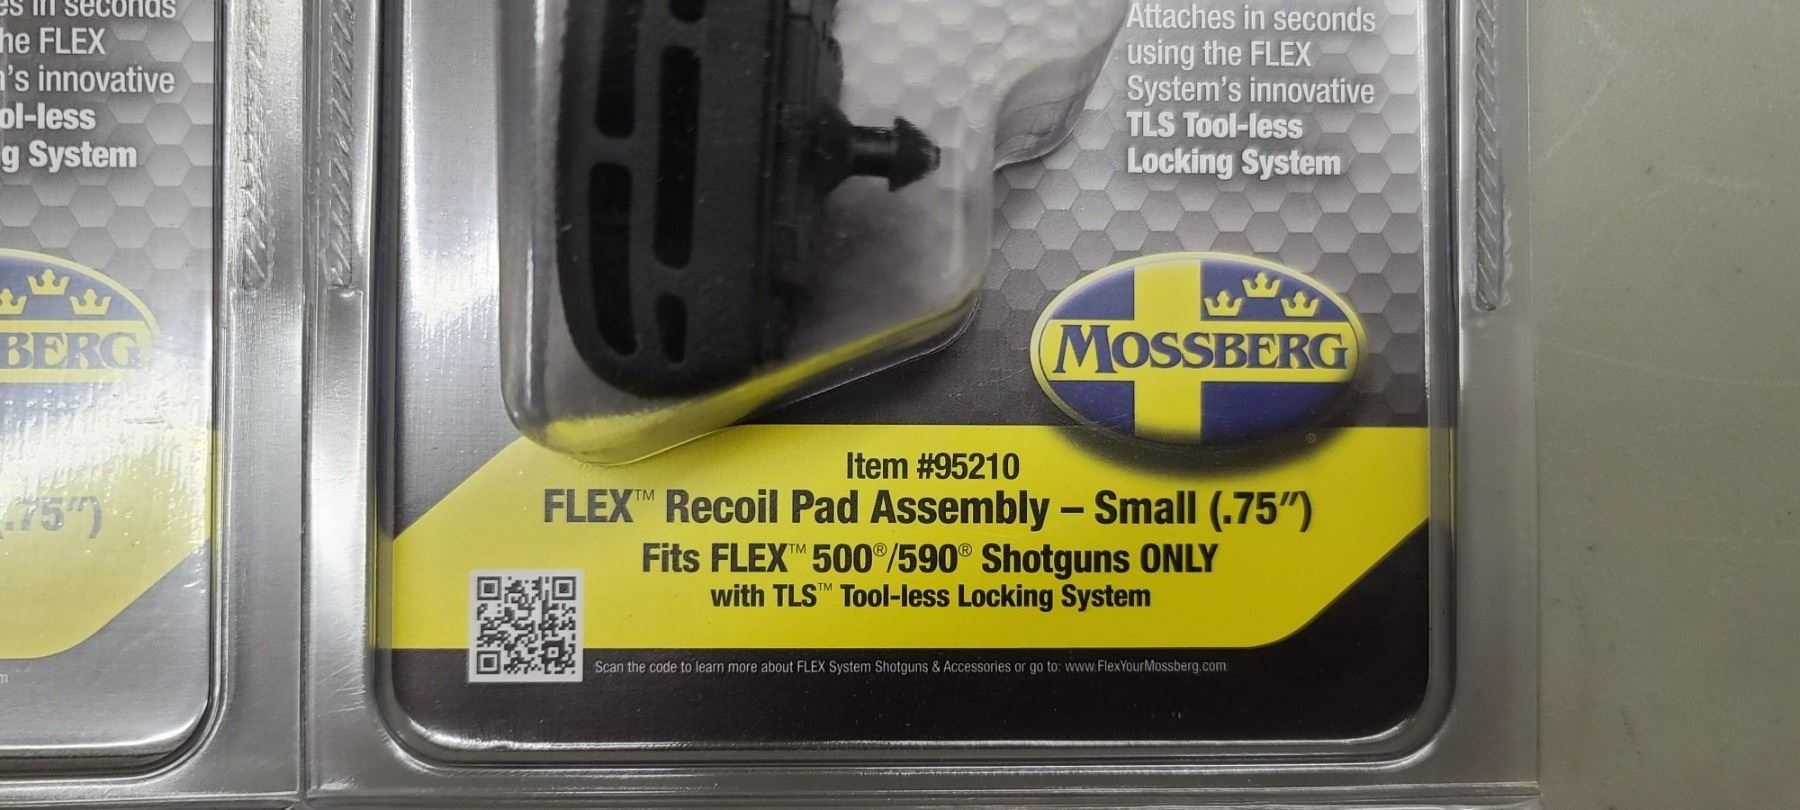 es in seconds
he FLEX
's innovative
ol-less
g System
BERG
.75″)
m
Attaches in seconds
using the FLEX
System's innovative
TLS Tool-less
Locking System
MOSSBERG
®
Item #95210
FLEX™ Recoil Pad Assembly – Small (.75″)
Fits FLEX™ 500®/590® Shotguns ONLY
with TLS™ Tool-less Locking System
Scan the code to learn more about FLEX System Shotguns & Accessories or go to: www.FlexYourMossberg.com